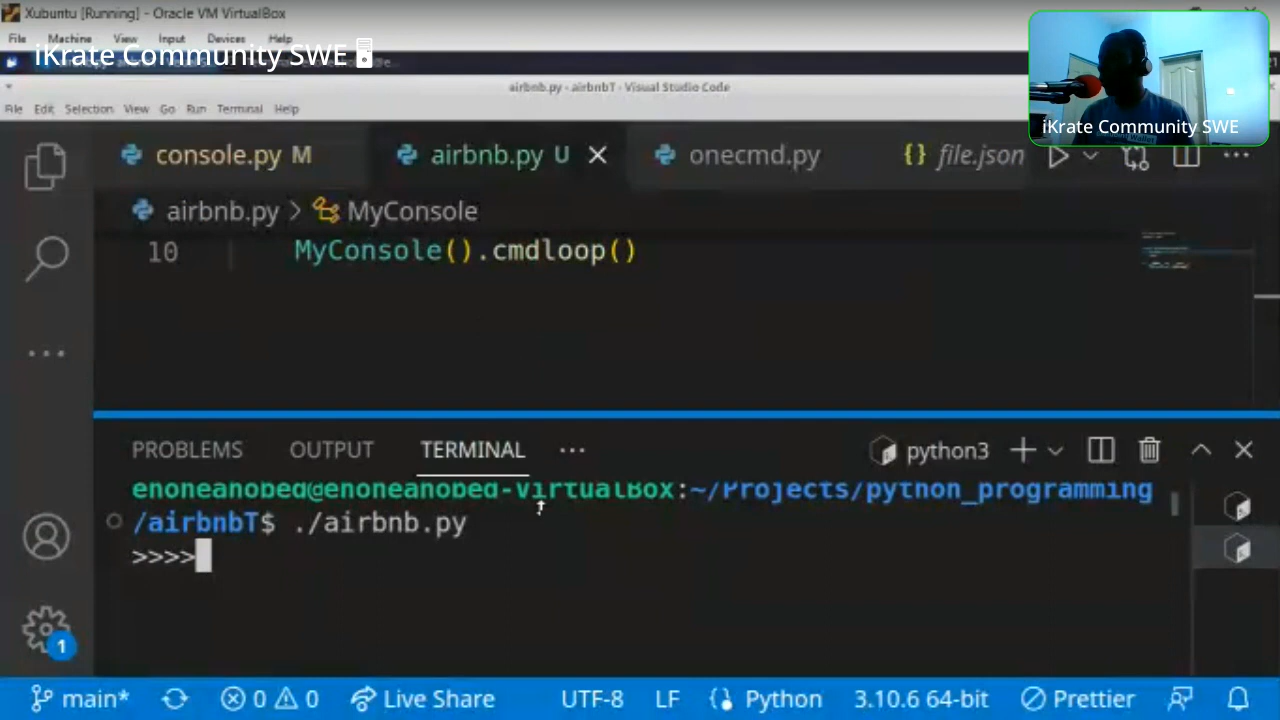 Xubuntu [Running] - Oracle VM VirtualBox
File Machine View Input Devices Help
iKrate Community SWE
airbnb.py - airbnbT - Visual Studio Code
File Edit Selection View Go Run Terminal Help
iKrate Community SWE
console.py M airbnb.py U onecmd.py {} file.json
airbnb.py > MyConsole
10 MyConsole().cmdloop()
PROBLEMS OUTPUT TERMINAL ... python3
enoneanobed@enoneanobed-VirtualBox:~/Projects/python_programming
/airbnbT$ ./airbnb.py
>>>>
1
main* 0 0 Live Share UTF-8 LF {} Python 3.10.6 64-bit Prettier